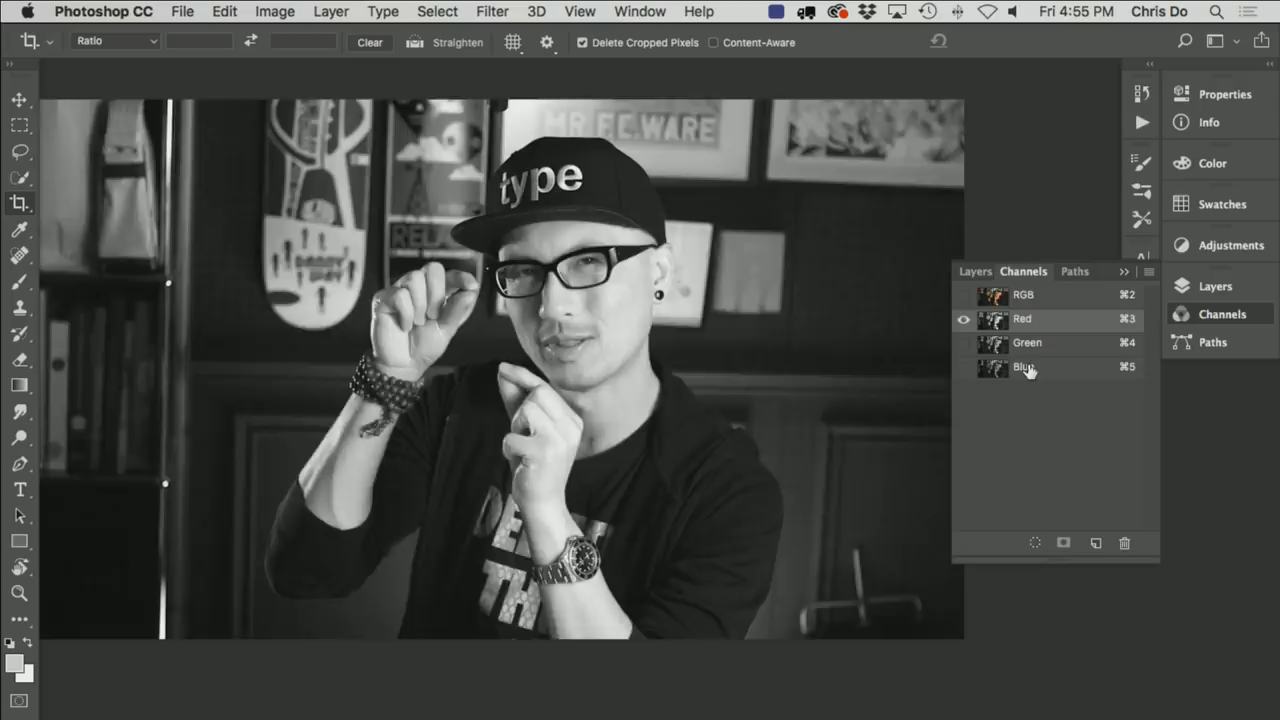 Photoshop CC File Edit Image Layer Type Select Filter 3D View Window Help Fri 4:55 PM Chris Do
Ratio Clear Straighten Delete Cropped Pixels Content-Aware
Properties
Info
Color
Swatches
Adjustments
Layers
Channels
Paths
Layers Channels Paths
RGB ⌘2
Red ⌘3
Green ⌘4
Blue ⌘5
MR F.C.WARE
type
RELAX
TH